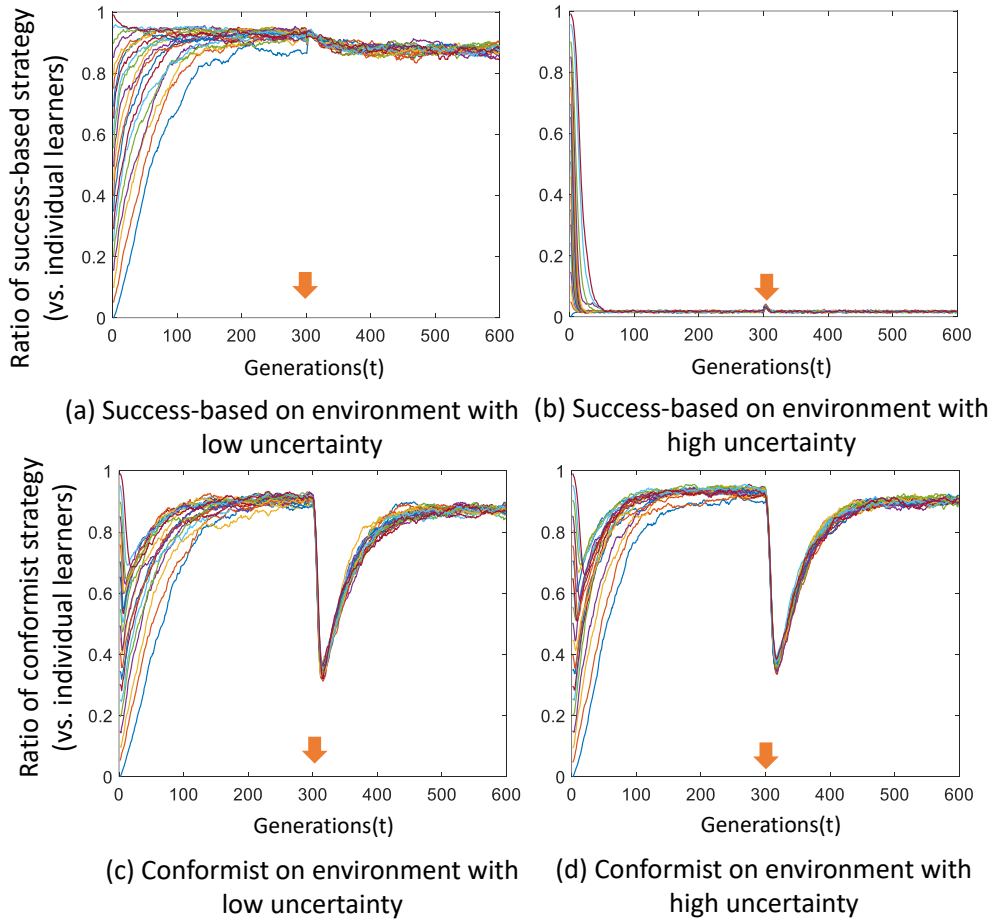 Ratio of success-based strategy
(vs. individual learners)
1
0.8
0.6
0.4
0.2
0
0 100 200 300 400 500 600
Generations(t)
(a) Success-based on environment with
low uncertainty
1
0.8
0.6
0.4
0.2
0
0 100 200 300 400 500 600
Generations(t)
(b) Success-based on environment with
high uncertainty
Ratio of conformist strategy
(vs. individual learners)
1
0.8
0.6
0.4
0.2
0
0 100 200 300 400 500 600
Generations(t)
(c) Conformist on environment with
low uncertainty
1
0.8
0.6
0.4
0.2
0
0 100 200 300 400 500 600
Generations(t)
(d) Conformist on environment with
high uncertainty